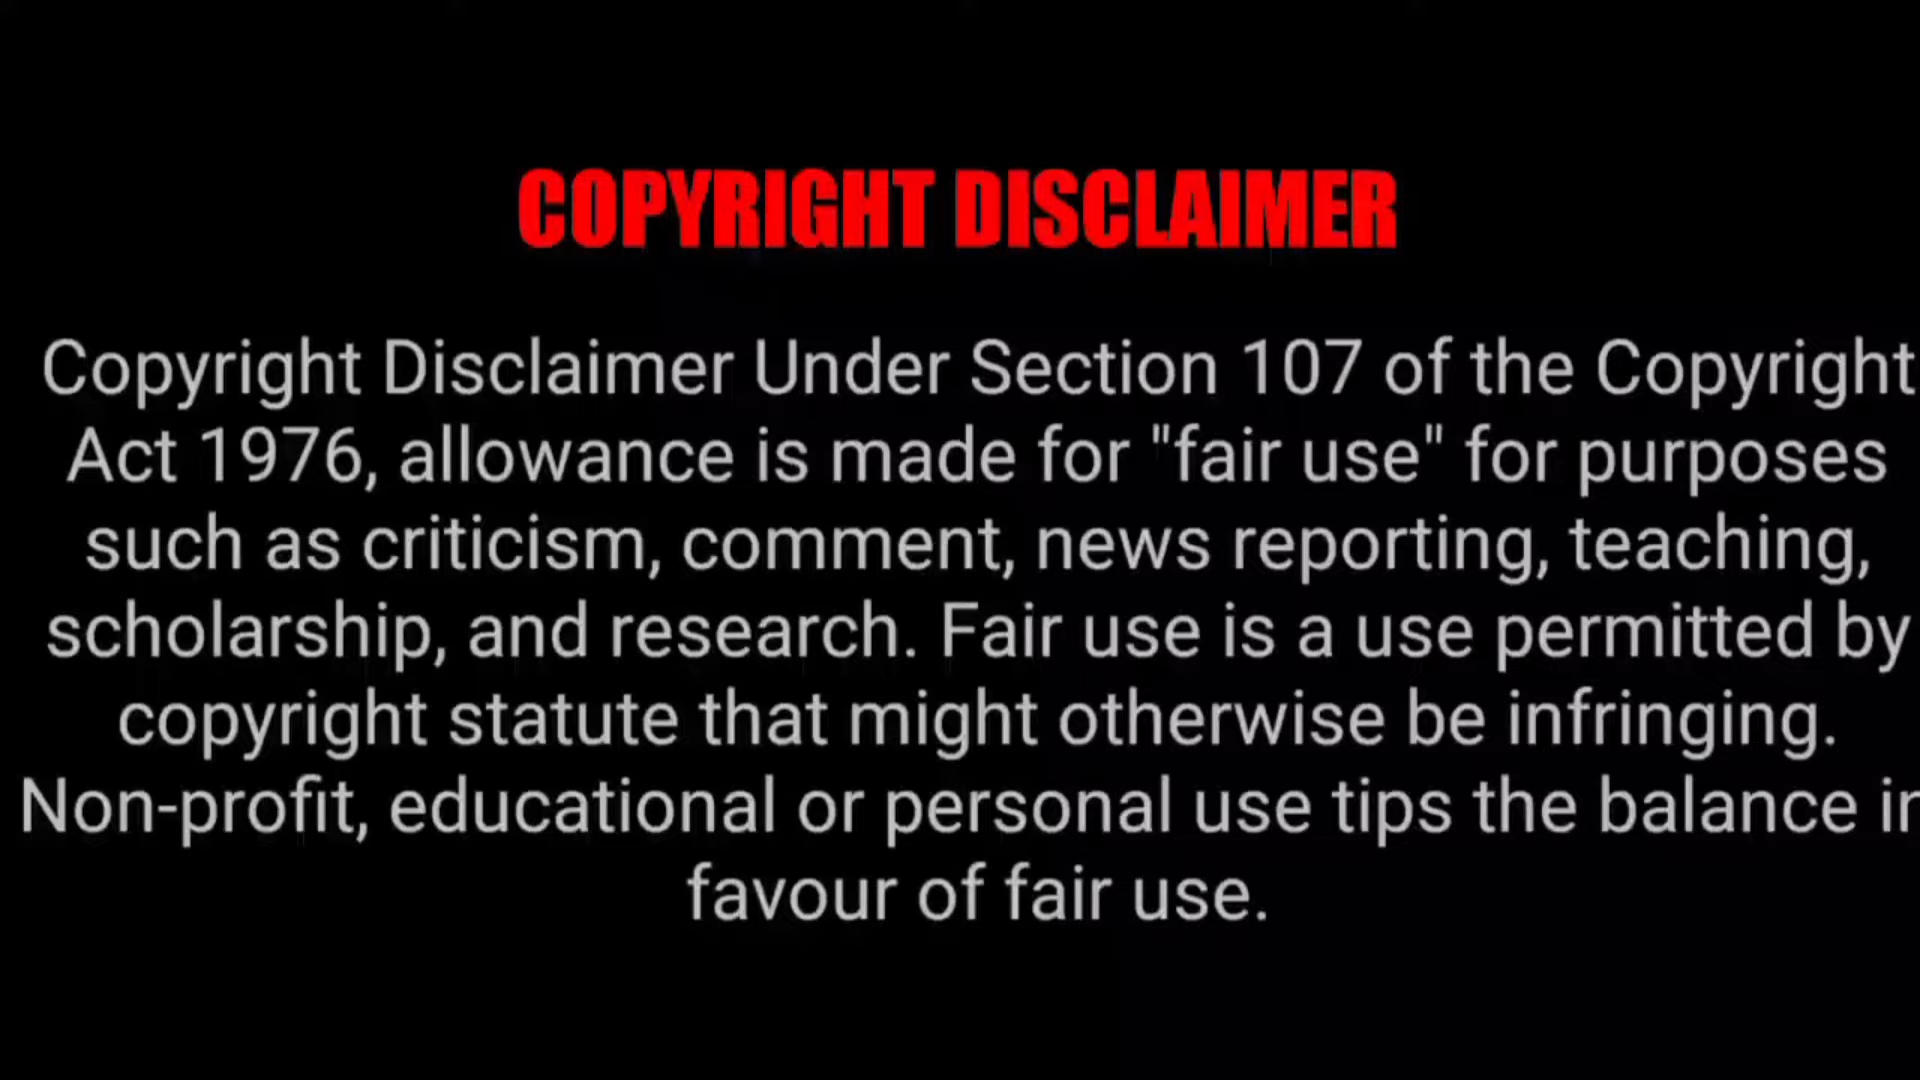 COPYRIGHT DISCLAIMER
Copyright Disclaimer Under Section 107 of the Copyright
Act 1976, allowance is made for "fair use" for purposes
such as criticism, comment, news reporting, teaching,
scholarship, and research. Fair use is a use permitted by
copyright statute that might otherwise be infringing.
Non-profit, educational or personal use tips the balance in
favour of fair use.